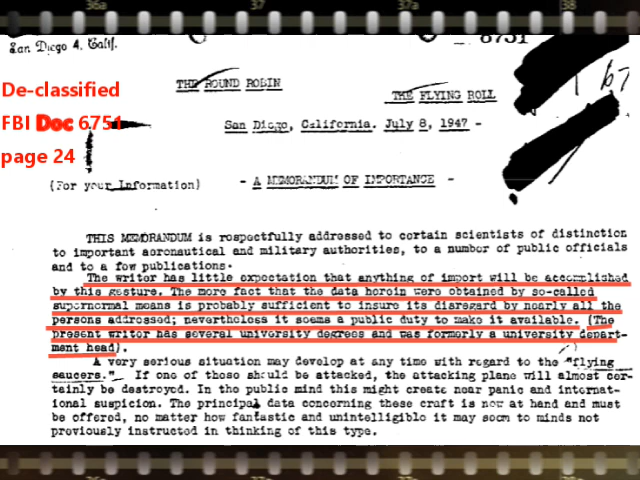 36a 37 37a 38
San Diego 4, Calif.
8751
De-classified
FBI Doc 6751
page 24
THE ROUND ROBIN
THE FLYING ROLL
67
San Diego, California. July 8, 1947 -
(For your Information)
- A MEMORANDUM OF IMPORTANCE -
THIS MEMORANDUM is respectfully addressed to certain scientists of distinction
to important aeronautical and military authorities, to a number of public officials
and to a few publications.
The writer has little expectation that anything of import will be accomplished
by this gesture. The more fact that the data herein were obtained by so-called
supernormal means is probably sufficient to insure its disregard by nearly all the
persons addressed; nevertheless it seems a public duty to make it available. (The
present writer has several university degrees and was formerly a university depart-
ment head).
A very serious situation may develop at any time with regard to the "flying
saucers." If one of these should be attacked, the attacking plane will almost cer-
tainly be destroyed. In the public mind this might create near panic and internat-
ional suspicion. The principal data concerning these craft is now at hand and must
be offered, no matter how fantastic and unintelligible it may seem to minds not
previously instructed in thinking of this type.
36a 37 37a